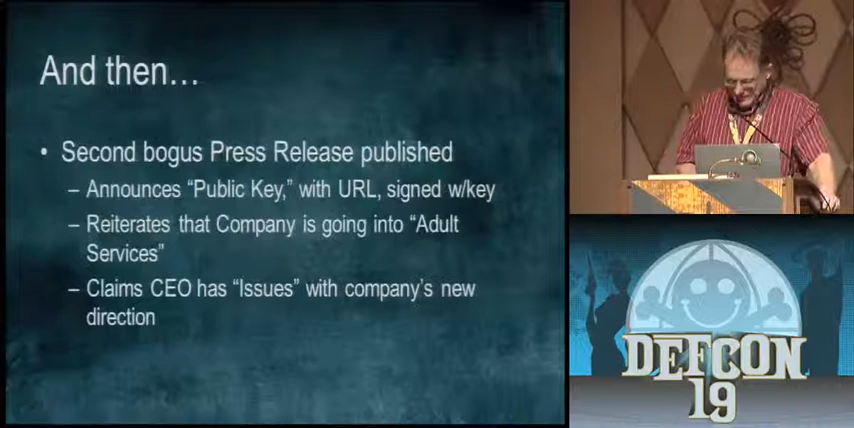 And then…
• Second bogus Press Release published
– Announces “Public Key,” with URL, signed w/key
– Reiterates that Company is going into “Adult
Services”
– Claims CEO has “Issues” with company’s new
direction
DEFCON
19